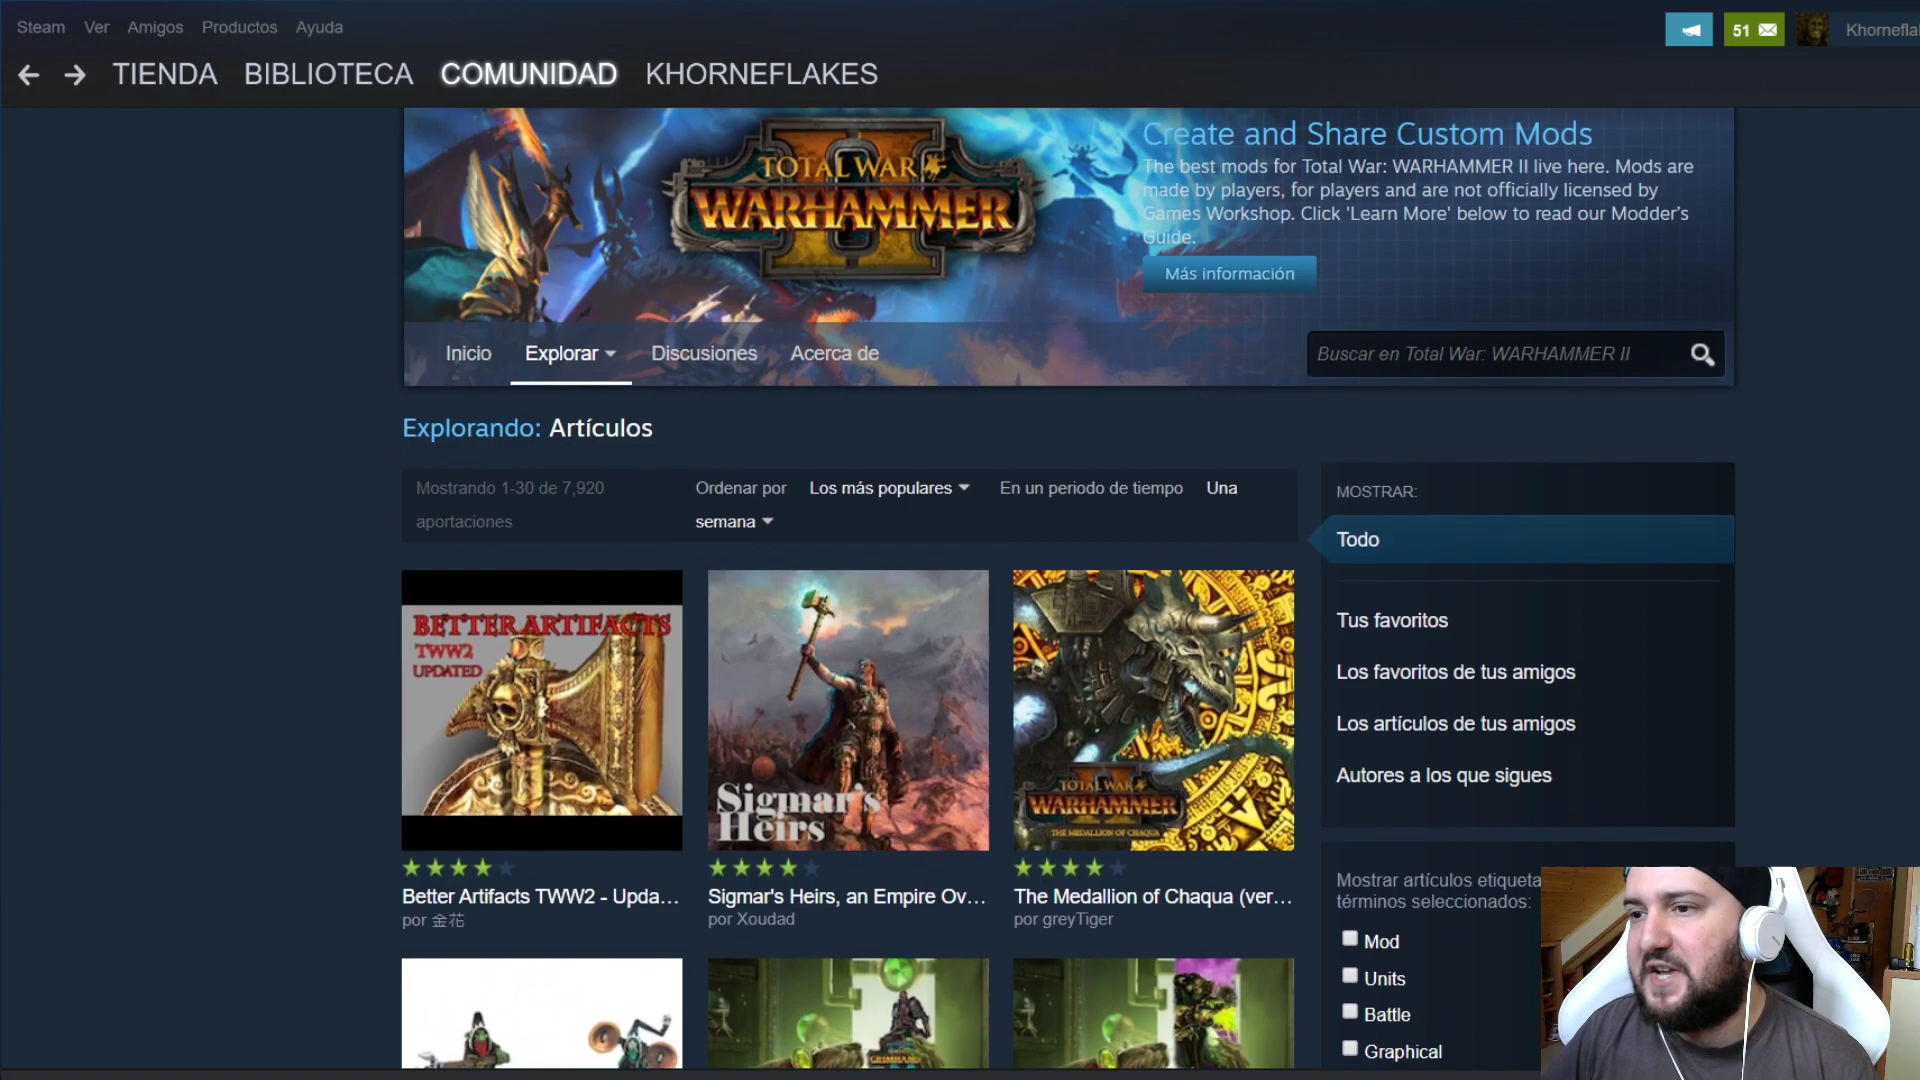 Steam Ver Amigos Productos Ayuda
51
Khornefla
TIENDA BIBLIOTECA COMUNIDAD KHORNEFLAKES
TOTAL WAR
WARHAMMER
II
Create and Share Custom Mods
The best mods for Total War: WARHAMMER II live here. Mods are
made by players, for players and are not officially licensed by
Games Workshop. Click 'Learn More' below to read our Modder's
Guide.
Más información
Inicio Explorar Discusiones Acerca de
Buscar en Total War: WARHAMMER II
Explorando: Artículos
Mostrando 1-30 de 7,920
aportaciones
Ordenar por Los más populares En un periodo de tiempo Una
semana
BETTER ARTIFACTS
TWW2
UPDATED
Sigmar's
Heirs
TOTAL WAR
WARHAMMER
THE MEDALLION OF CHAQUA
Better Artifacts TWW2 - Upda...
por 金花
Sigmar's Heirs, an Empire Ov...
por Xoudad
The Medallion of Chaqua (ver...
por greyTiger
GRIMHAMMER
MOSTRAR:
Todo
Tus favoritos
Los favoritos de tus amigos
Los artículos de tus amigos
Autores a los que sigues
Mostrar artículos etiqueta
términos seleccionados:
Mod
Units
Battle
Graphical